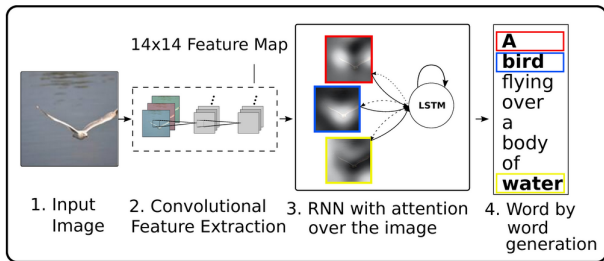 14x14 Feature Map
LSTM
A
bird
flying
over
a
body
of
water
1. Input
Image
2. Convolutional
Feature Extraction
3. RNN with attention
over the image
4. Word by
word
generation